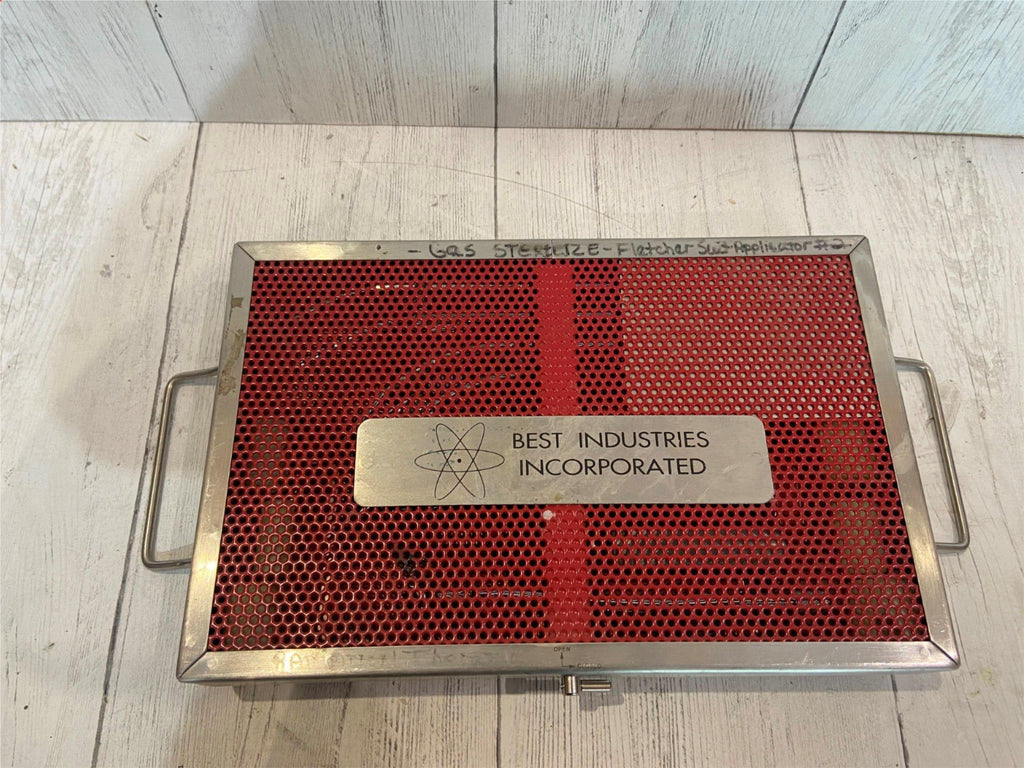 - Gas STERILIZE - Fletcher Suit Applicator #2
BEST INDUSTRIES
INCORPORATED
OPEN